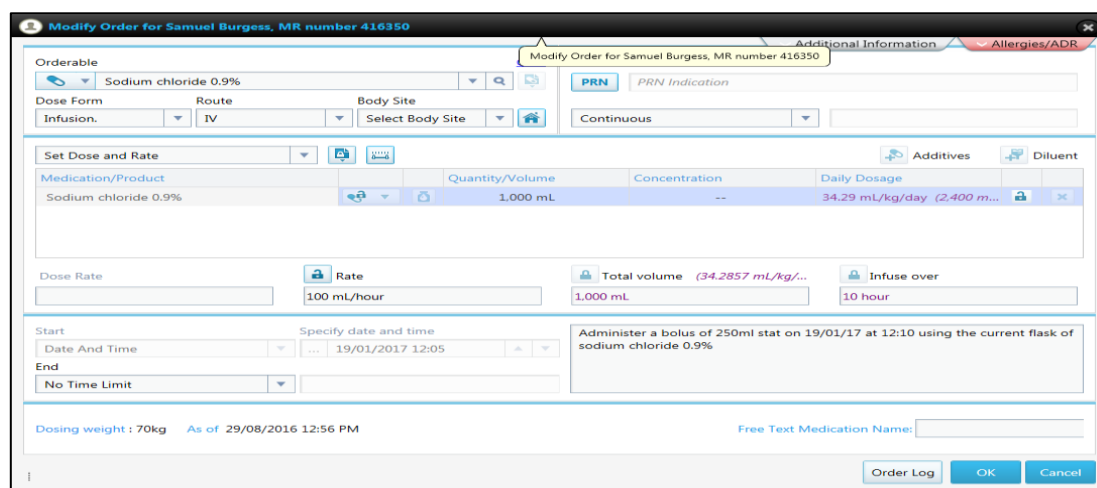 Modify Order for Samuel Burgess, MR number 416350
Additional Information Allergies/ADR
Modify Order for Samuel Burgess, MR number 416350
Orderable
Sodium chloride 0.9%
PRN PRN Indication
Dose Form Route Body Site
Infusion. IV Select Body Site Continuous
Set Dose and Rate Additives Diluent
Medication/Product Quantity/Volume Concentration Daily Dosage
Sodium chloride 0.9% 1,000 mL -- 34.29 mL/kg/day (2,400 m...
Dose Rate Rate Total volume (34.2857 mL/kg/... Infuse over
100 mL/hour 1,000 mL 10 hour
Start Specify date and time
Date And Time ... 19/01/2017 12:05
End
No Time Limit
Administer a bolus of 250ml stat on 19/01/17 at 12:10 using the current flask of
sodium chloride 0.9%
Dosing weight : 70kg As of 29/08/2016 12:56 PM Free Text Medication Name:
Order Log OK Cancel